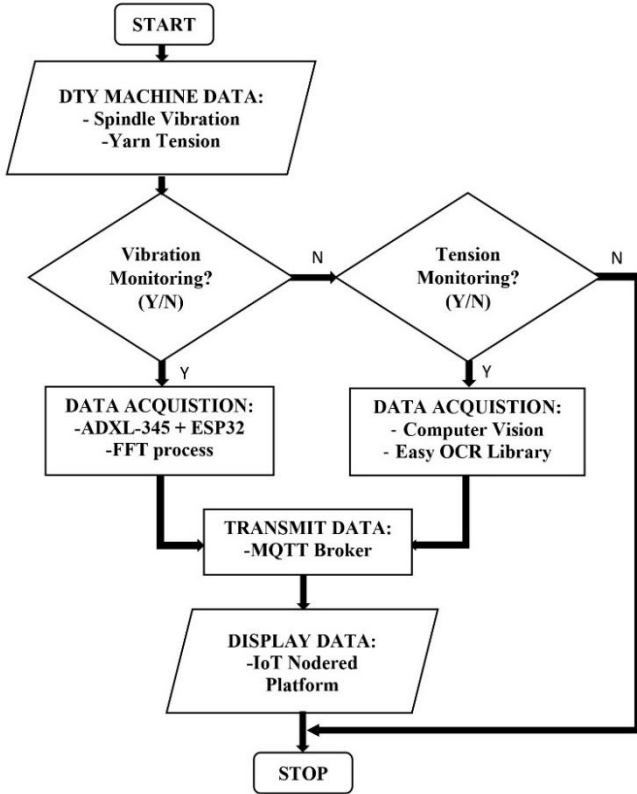 START
DTY MACHINE DATA:
- Spindle Vibration
-Yarn Tension
Vibration
Monitoring?
(Y/N)
N
Tension
Monitoring?
(Y/N)
N
Y
Y
DATA ACQUISTION:
-ADXL-345 + ESP32
-FFT process
DATA ACQUISTION:
- Computer Vision
- Easy OCR Library
TRANSMIT DATA:
-MQTT Broker
DISPLAY DATA:
-IoT Nodered
Platform
STOP